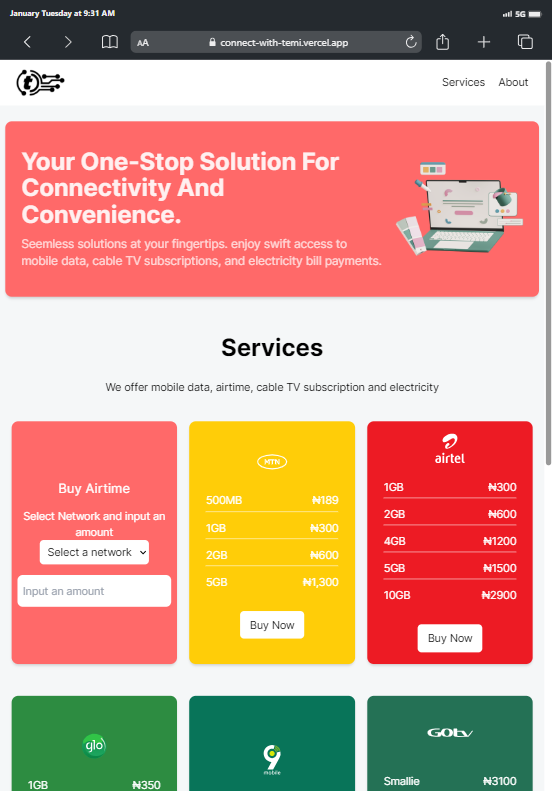 January Tuesday at 9:31 AM
5G
AA
connect-with-temi.vercel.app
Services About
Your One-Stop Solution For
Connectivity And
Convenience.
Seemless solutions at your fingertips. enjoy swift access to
mobile data, cable TV subscriptions, and electricity bill payments.
Services
We offer mobile data, airtime, cable TV subscription and electricity
Buy Airtime
Select Network and input an
amount
Select a network
Input an amount
MTN
500MB ₦189
1GB ₦300
2GB ₦600
5GB ₦1,300
Buy Now
airtel
1GB ₦300
2GB ₦600
4GB ₦1200
5GB ₦1500
10GB ₦2900
Buy Now
glo
1GB ₦350
9
mobile
GOtv
Smallie ₦3100